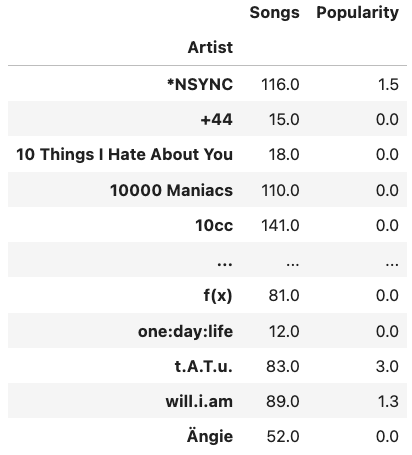 Songs Popularity
Artist
*NSYNC 116.0 1.5
+44 15.0 0.0
10 Things I Hate About You 18.0 0.0
10000 Maniacs 110.0 0.0
10cc 141.0 0.0
... ... ...
f(x) 81.0 0.0
one:day:life 12.0 0.0
t.A.T.u. 83.0 3.0
will.i.am 89.0 1.3
Ängie 52.0 0.0